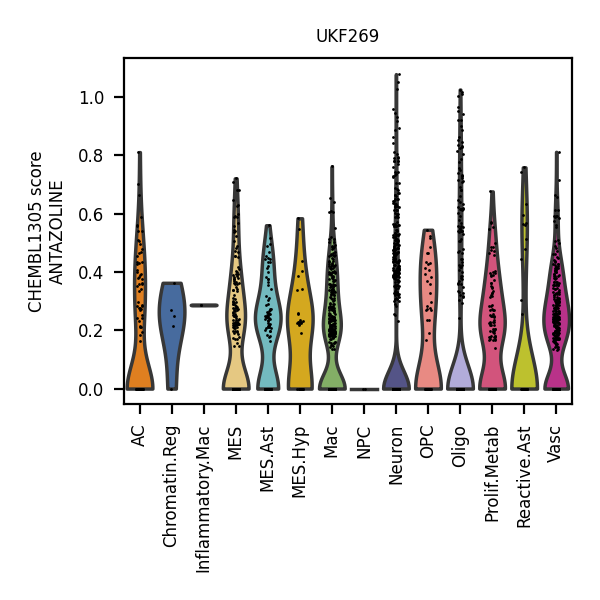 UKF269
CHEMBL1305 score
ANTAZOLINE
1.0
0.8
0.6
0.4
0.2
0.0
AC
Chromatin.Reg
Inflammatory.Mac
MES
MES.Ast
MES.Hyp
Mac
NPC
Neuron
OPC
Oligo
Prolif.Metab
Reactive.Ast
Vasc